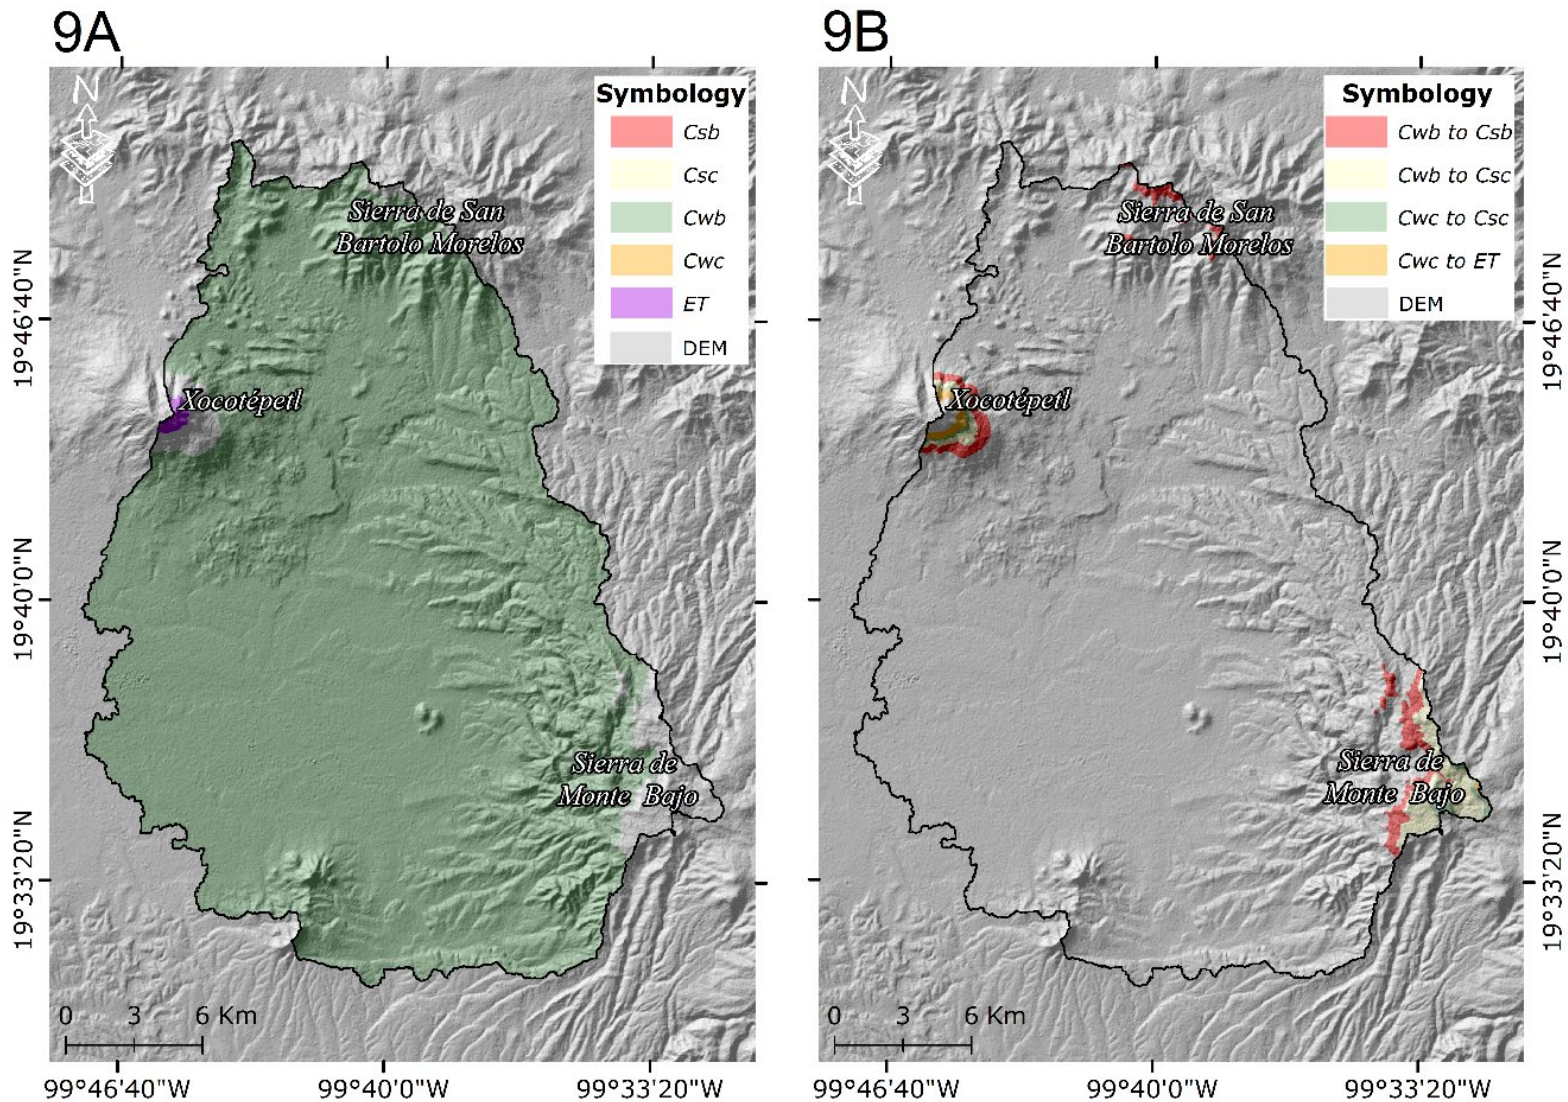 9A
N
Symbology
Csb
Csc
Cwb
Cwc
ET
DEM
Sierra de San
Bartolo Morelos
Xocotépetl
Sierra de
Monte Bajo
19°46'40"N
19°40'0"N
19°33'20"N
0 3 6 Km
99°46'40"W 99°40'0"W 99°33'20"W
9B
N
Symbology
Cwb to Csb
Cwb to Csc
Cwc to Csc
Cwc to ET
DEM
Sierra de San
Bartolo Morelos
Xocotépetl
Sierra de
Monte Bajo
19°46'40"N
19°40'0"N
19°33'20"N
0 3 6 Km
99°46'40"W 99°40'0"W 99°33'20"W